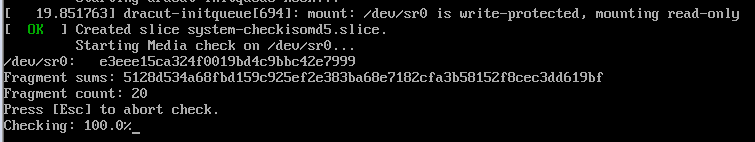 [   19.851763] dracut-initqueue[694]: mount: /dev/sr0 is write-protected, mounting read-only
[  OK  ] Created slice system-checkisomd5.slice.
         Starting Media check on /dev/sr0...
/dev/sr0:   e3eee15ca324f0019bd4c9bbc42e7999
Fragment sums: 5128d534a68fbd159c925ef2e383ba68e7182cfa3b58152f8cec3dd619bf
Fragment count: 20
Press [Esc] to abort check.
Checking: 100.0%_